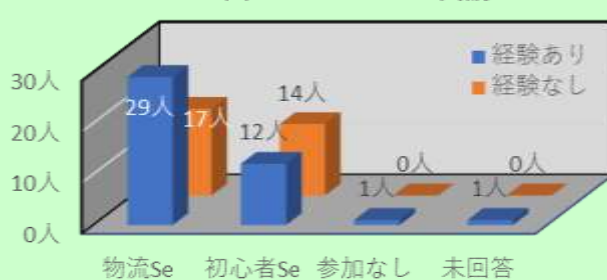 経験あり
経験なし
30人
20人
10人
0人
29人
17人
12人
14人
1人
0人
1人
0人
物流Se 初心者Se 参加なし 未回答